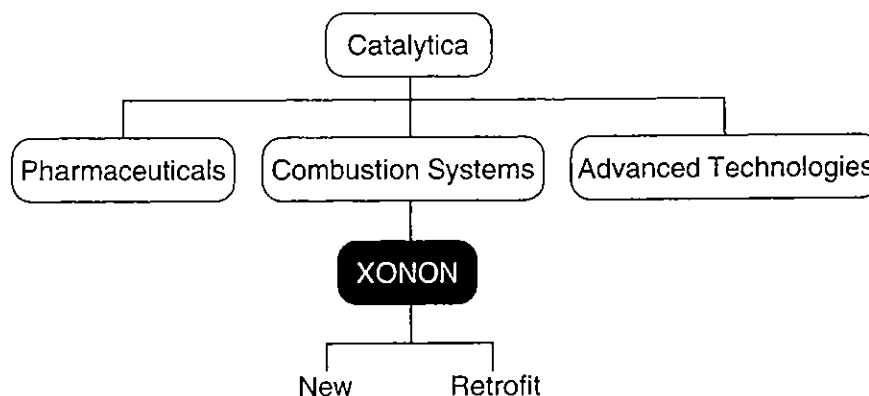 Catalytica
Pharmaceuticals
Combustion Systems
Advanced Technologies
XONON
New
Retrofit